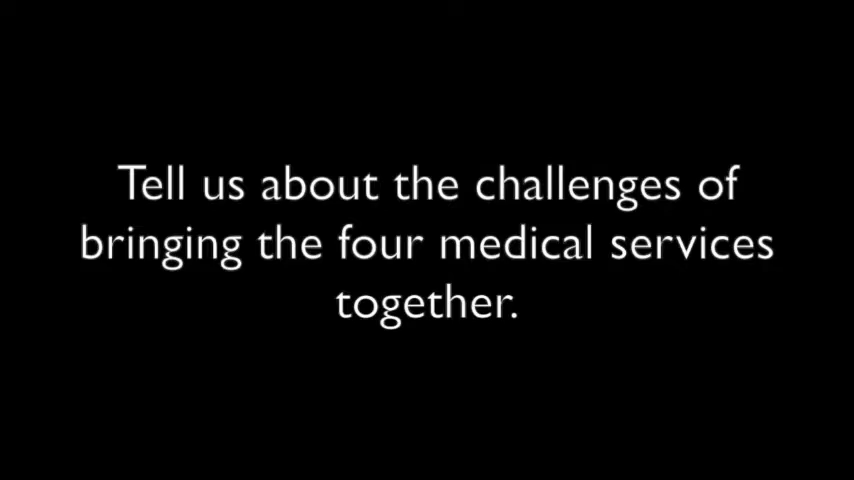 Tell us about the challenges of
bringing the four medical services
together.